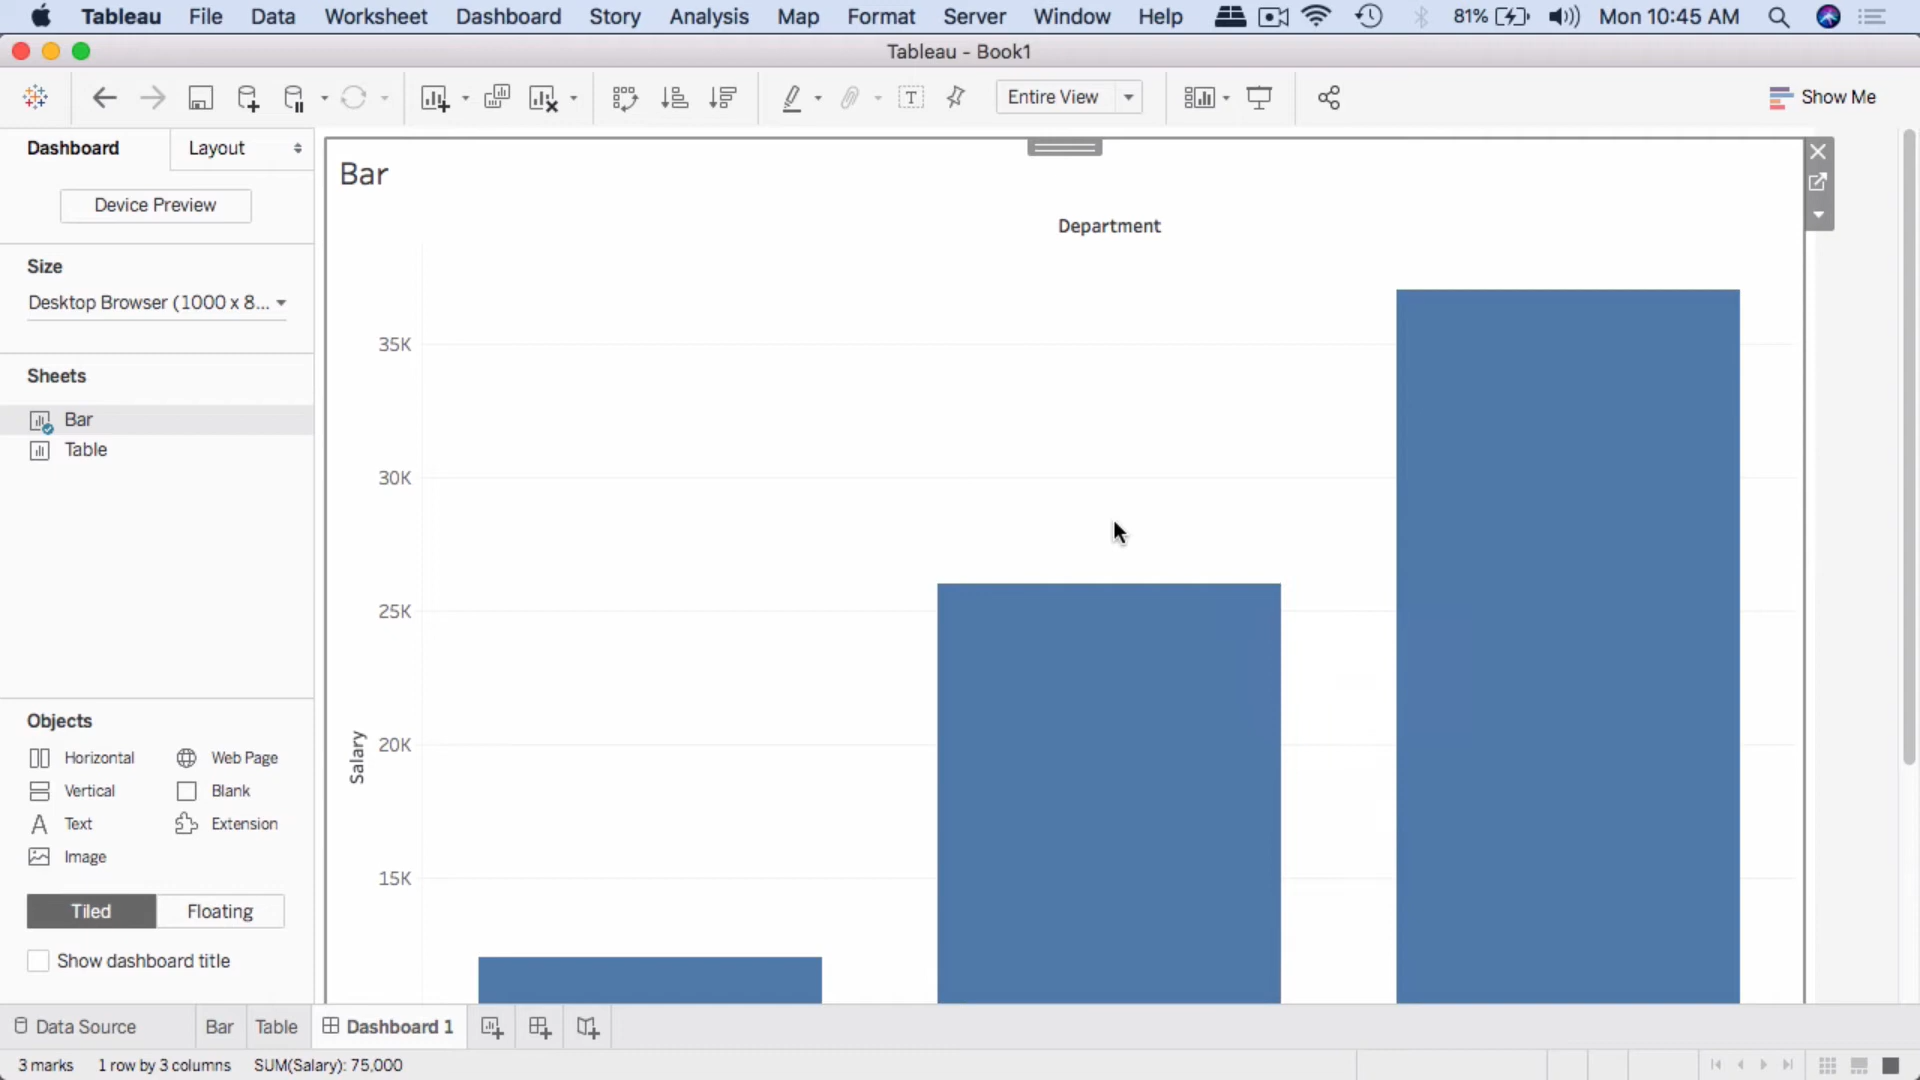 Tableau File Data Worksheet Dashboard Story Analysis Map Format Server Window Help 81% Mon 10:45 AM
Tableau - Book1
Entire View Show Me
Dashboard Layout
Device Preview
Size
Desktop Browser (1000 x 8...
Sheets
Bar
Table
Objects
Horizontal Web Page
Vertical Blank
Text Extension
Image
Tiled Floating
Show dashboard title
Bar
Department
35K
30K
25K
20K
15K
Salary
Data Source Bar Table Dashboard 1
3 marks 1 row by 3 columns SUM(Salary): 75,000